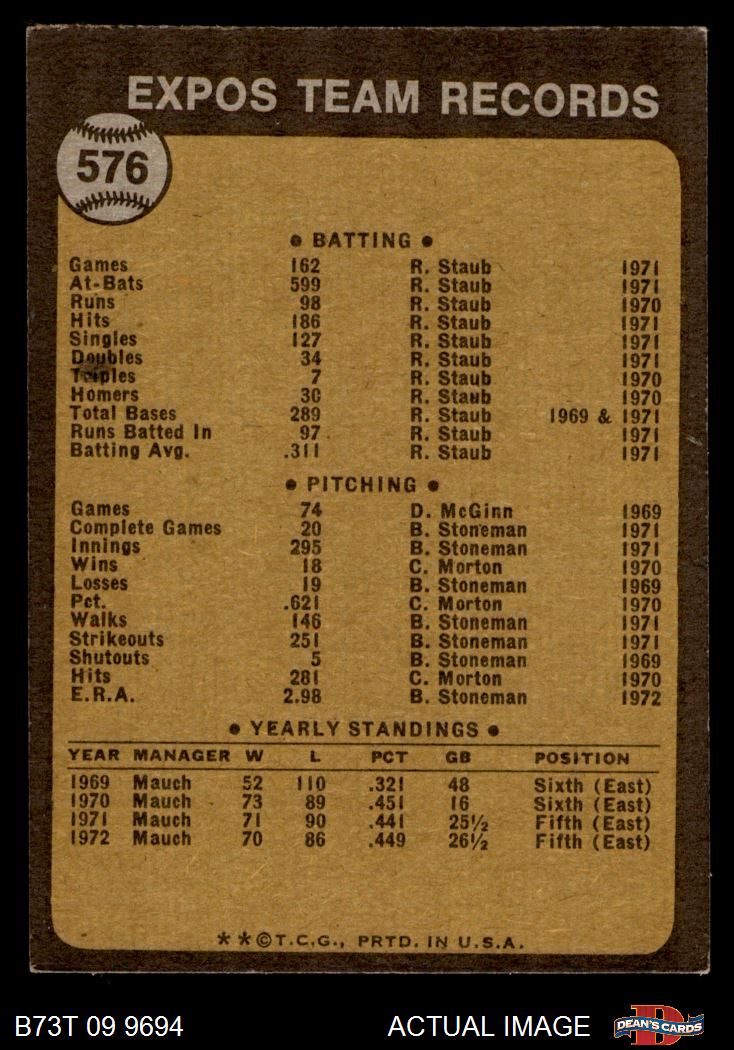 EXPOS TEAM RECORDS
576
● BATTING ●
Games 162 R. Staub 1971
At-Bats 599 R. Staub 1971
Runs 98 R. Staub 1970
Hits 186 R. Staub 1971
Singles 127 R. Staub 1971
Doubles 34 R. Staub 1971
Triples 7 R. Staub 1970
Homers 30 R. Staub 1970
Total Bases 289 R. Staub 1969 & 1971
Runs Batted In 97 R. Staub 1971
Batting Avg. .311 R. Staub 1971
● PITCHING ●
Games 74 D. McGinn 1969
Complete Games 20 B. Stoneman 1971
Innings 295 B. Stoneman 1971
Wins 18 C. Morton 1970
Losses 19 B. Stoneman 1969
Pct. .621 C. Morton 1970
Walks 146 B. Stoneman 1971
Strikeouts 251 B. Stoneman 1971
Shutouts 5 B. Stoneman 1969
Hits 281 C. Morton 1970
E.R.A. 2.98 B. Stoneman 1972
● YEARLY STANDINGS ●
YEAR MANAGER W L PCT GB POSITION
1969 Mauch 52 110 .321 48 Sixth (East)
1970 Mauch 73 89 .451 16 Sixth (East)
1971 Mauch 71 90 .441 25½ Fifth (East)
1972 Mauch 70 86 .449 26½ Fifth (East)
**©T.C.G., PRTD. IN U.S.A.
B73T 09 9694 ACTUAL IMAGE D DEAN'S CARDS